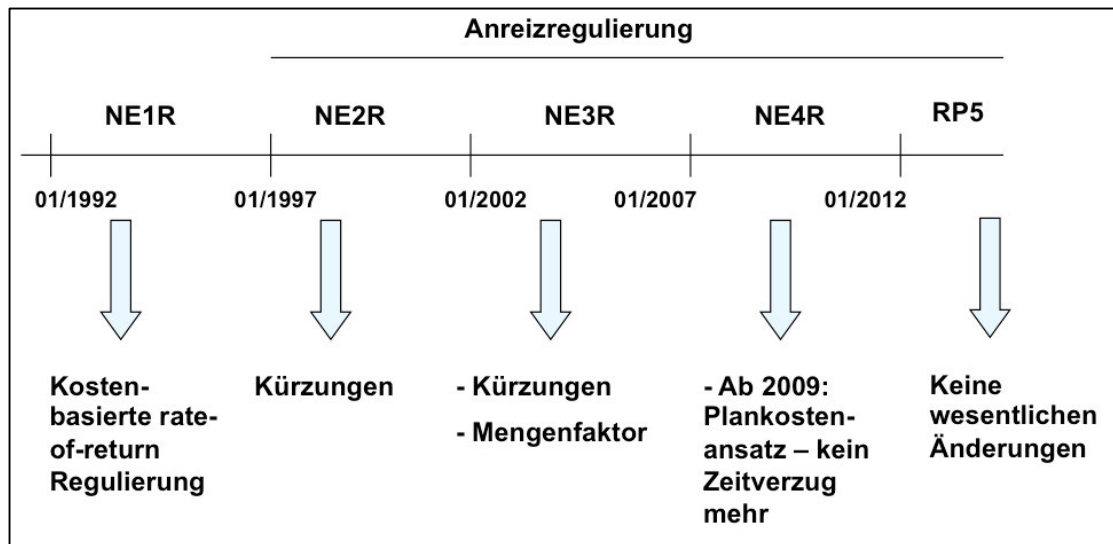 Anreizregulierung
NE1R NE2R NE3R NE4R RP5
01/1992 01/1997 01/2002 01/2007 01/2012
Kosten-
basierte rate-
of-return
Regulierung
Kürzungen
- Kürzungen
- Mengenfaktor
- Ab 2009:
Plankosten-
ansatz – kein
Zeitverzug
mehr
Keine
wesentlichen
Änderungen